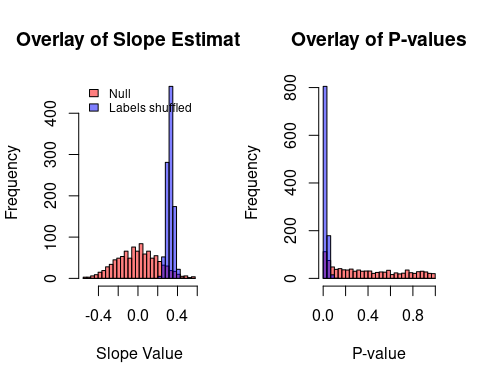 Overlay of Slope Estimat
Null
Labels shuffled
Frequency
0 100 200 300 400
-0.4 0.0 0.4
Slope Value
Overlay of P-values
Frequency
0 200 400 600 800
0.0 0.4 0.8
P-value